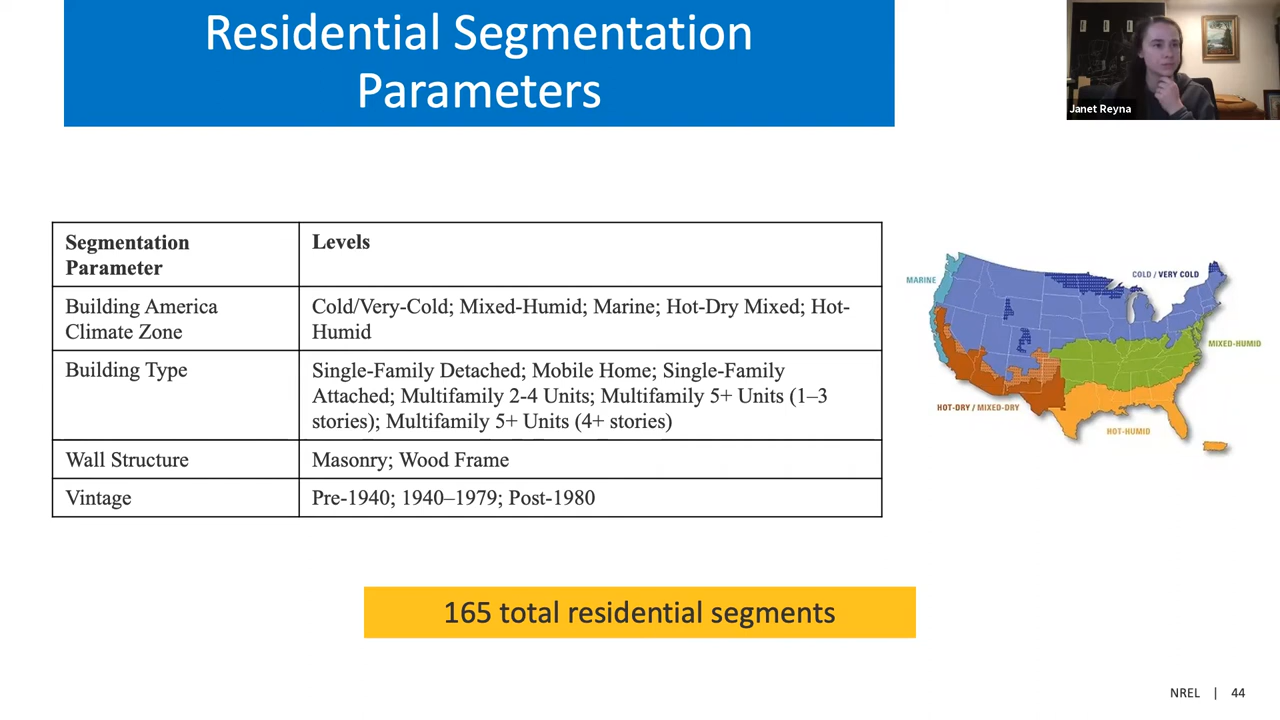 Residential Segmentation
Parameters
Janet Reyna
Segmentation
Parameter
Levels
Building America
Climate Zone
Cold/Very-Cold; Mixed-Humid; Marine; Hot-Dry Mixed; Hot-
Humid
Building Type
Single-Family Detached; Mobile Home; Single-Family
Attached; Multifamily 2-4 Units; Multifamily 5+ Units (1–3
stories); Multifamily 5+ Units (4+ stories)
Wall Structure
Masonry; Wood Frame
Vintage
Pre-1940; 1940–1979; Post-1980
MARINE
COLD / VERY COLD
MIXED-HUMID
HOT-DRY / MIXED-DRY
HOT-HUMID
165 total residential segments
NREL | 44